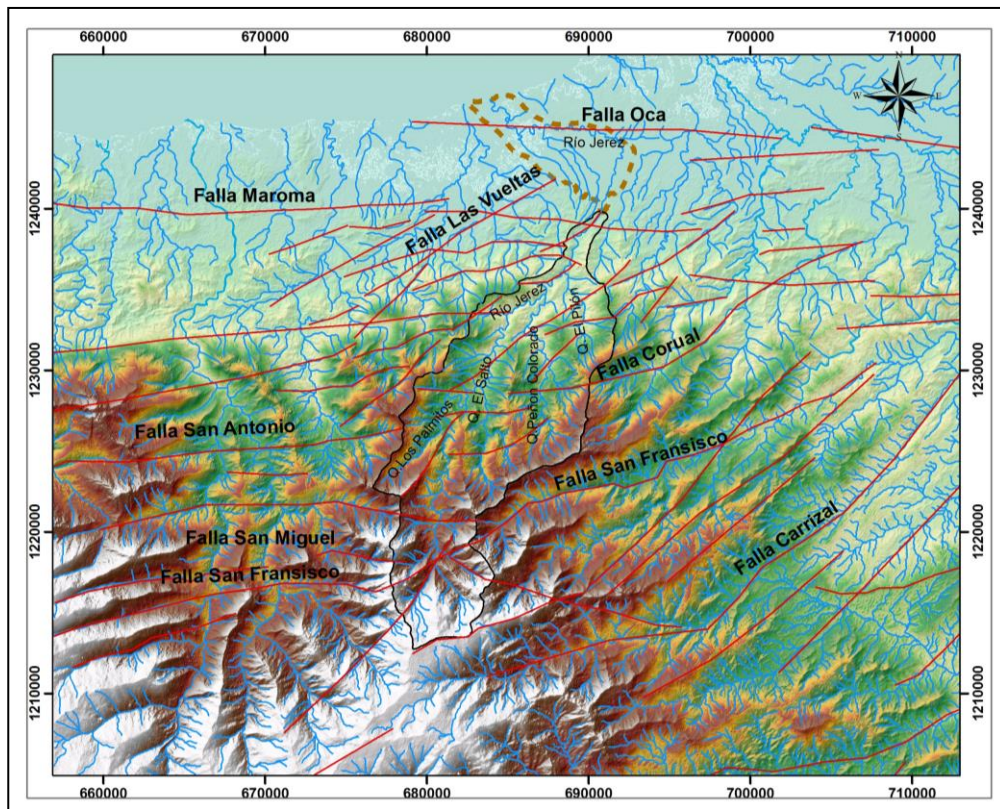 660000 670000 680000 690000 700000 710000
N
W E
S
Falla Oca
Río Jerez
Falla Maroma
Falla Las Vueltas
1240000 1240000
Río Jerez
Q. El Pilón
Falla Corual
1230000 1230000
Q. El Salto
Q.Peñon Colorado
Q.Los Palmitos
Falla San Antonio
Falla San Fransisco
1220000 1220000
Falla San Miguel
Falla Carrizal
Falla San Fransisco
1210000 1210000
660000 670000 680000 690000 700000 710000